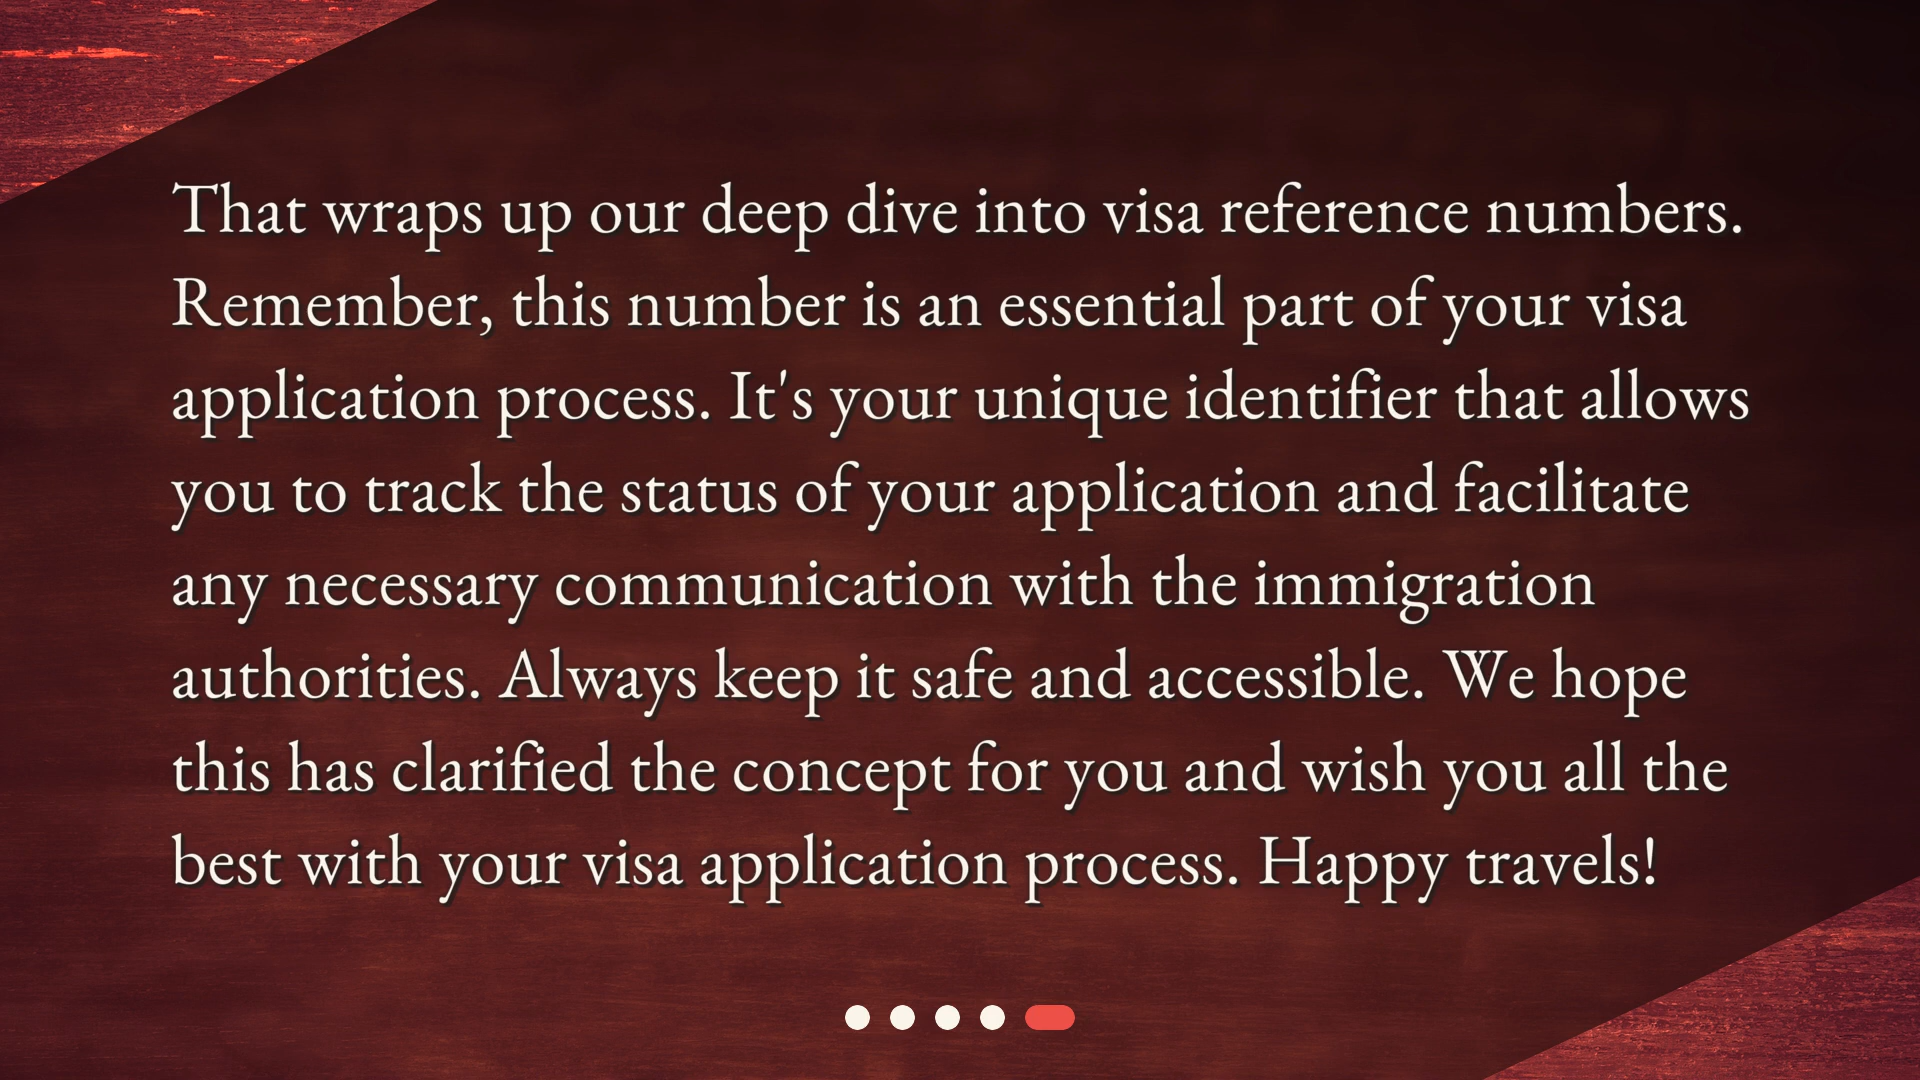 That wraps up our deep dive into visa reference numbers.
Remember, this number is an essential part of your visa
application process. It's your unique identifier that allows
you to track the status of your application and facilitate
any necessary communication with the immigration
authorities. Always keep it safe and accessible. We hope
this has clarified the concept for you and wish you all the
best with your visa application process. Happy travels!